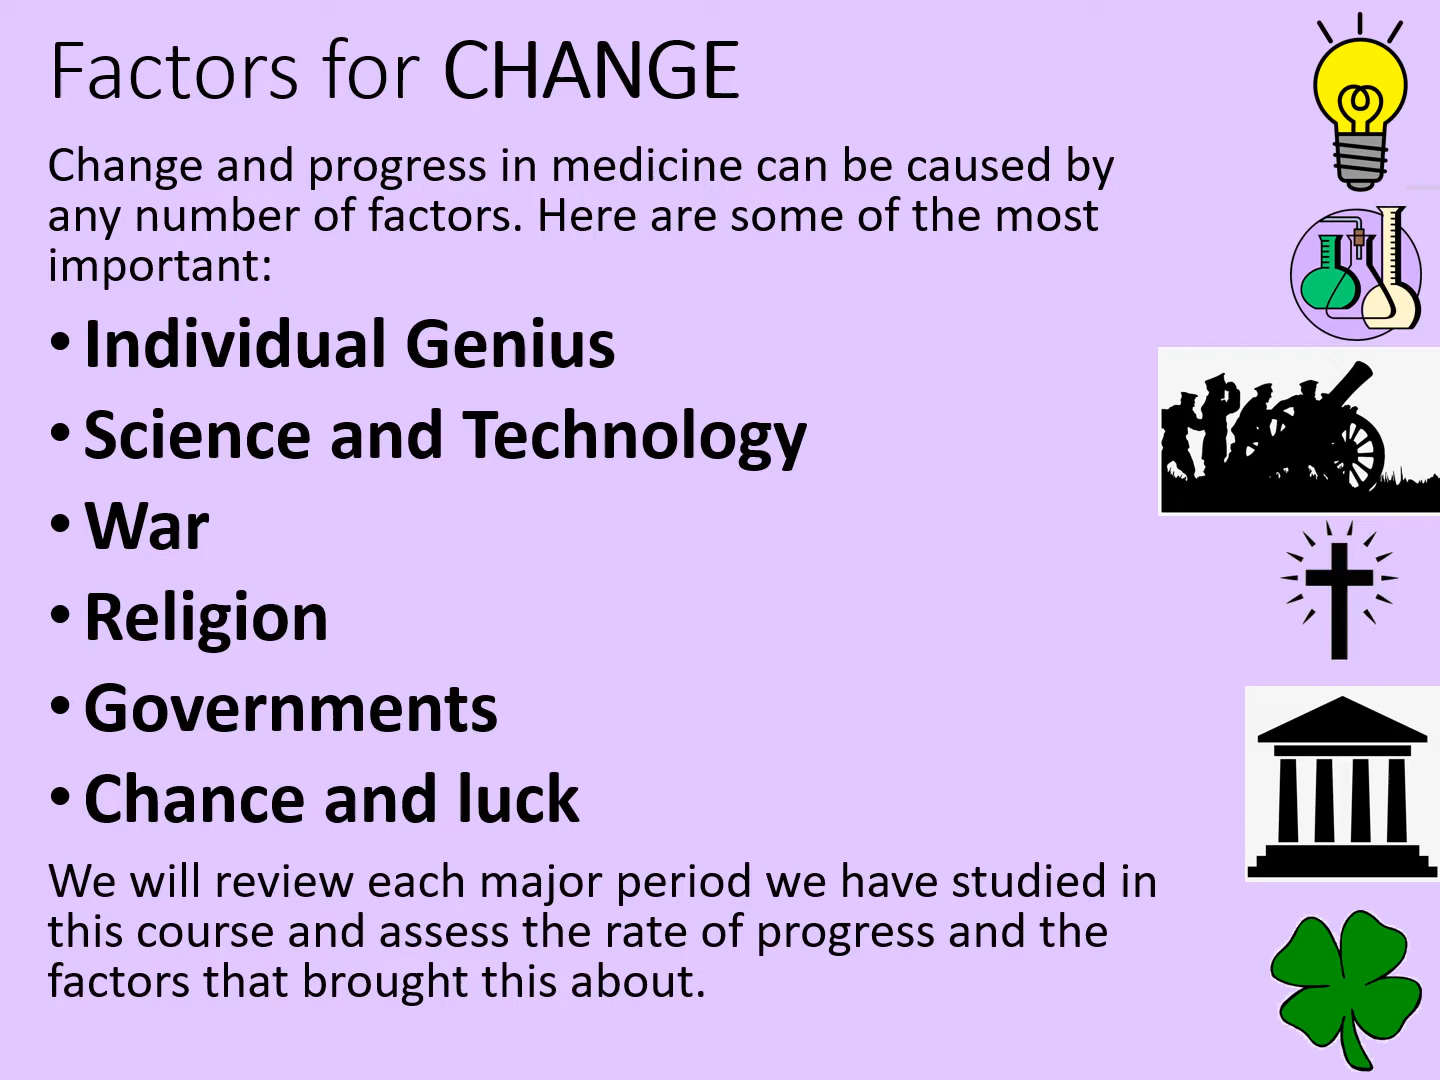 Factors for CHANGE
Change and progress in medicine can be caused by
any number of factors. Here are some of the most
important:
• Individual Genius
• Science and Technology
• War
• Religion
• Governments
• Chance and luck
We will review each major period we have studied in
this course and assess the rate of progress and the
factors that brought this about.